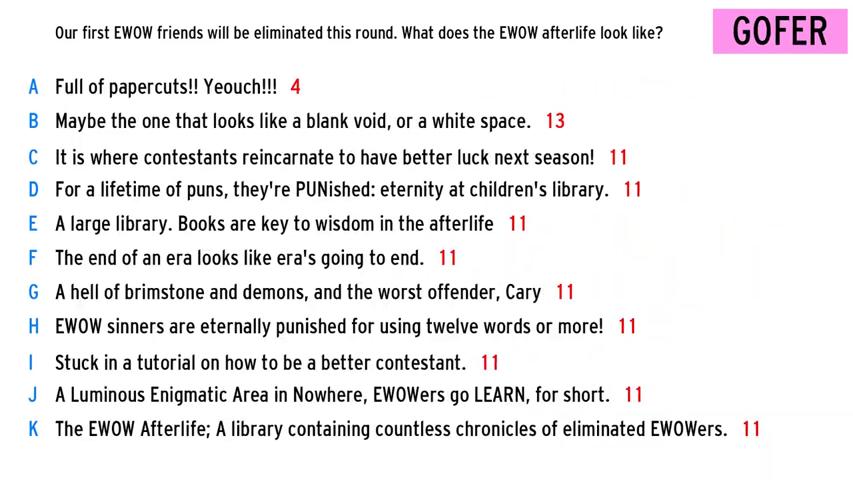 Our first EWOW friends will be eliminated this round. What does the EWOW afterlife look like?
GOFER
A Full of papercuts!! Yeouch!!! 4
B Maybe the one that looks like a blank void, or a white space. 13
C It is where contestants reincarnate to have better luck next season! 11
D For a lifetime of puns, they're PUNished: eternity at children's library. 11
E A large library. Books are key to wisdom in the afterlife 11
F The end of an era looks like era's going to end. 11
G A hell of brimstone and demons, and the worst offender, Cary 11
H EWOW sinners are eternally punished for using twelve words or more! 11
I Stuck in a tutorial on how to be a better contestant. 11
J A Luminous Enigmatic Area in Nowhere, EWOWers go LEARN, for short. 11
K The EWOW Afterlife; A library containing countless chronicles of eliminated EWOWers. 11